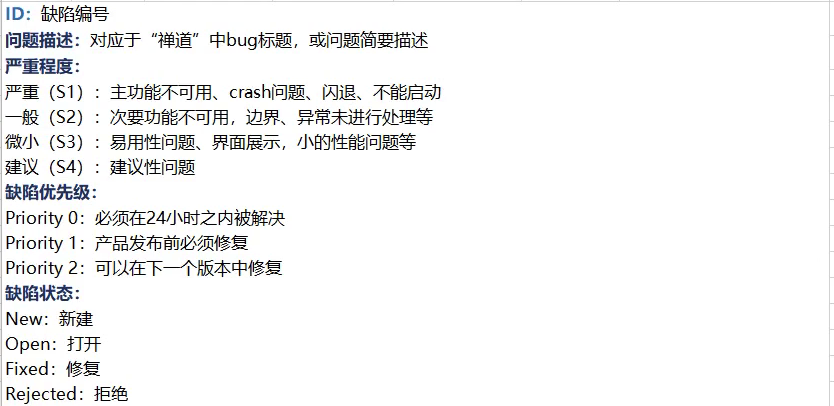 ID：缺陷编号
问题描述：对应于“禅道”中bug标题，或问题简要描述
严重程度：
严重（S1）：主功能不可用、crash问题、闪退、不能启动
一般（S2）：次要功能不可用，边界、异常未进行处理等
微小（S3）：易用性问题、界面展示，小的性能问题等
建议（S4）：建议性问题
缺陷优先级：
Priority 0：必须在24小时之内被解决
Priority 1：产品发布前必须修复
Priority 2：可以在下一个版本中修复
缺陷状态：
New：新建
Open：打开
Fixed：修复
Rejected：拒绝